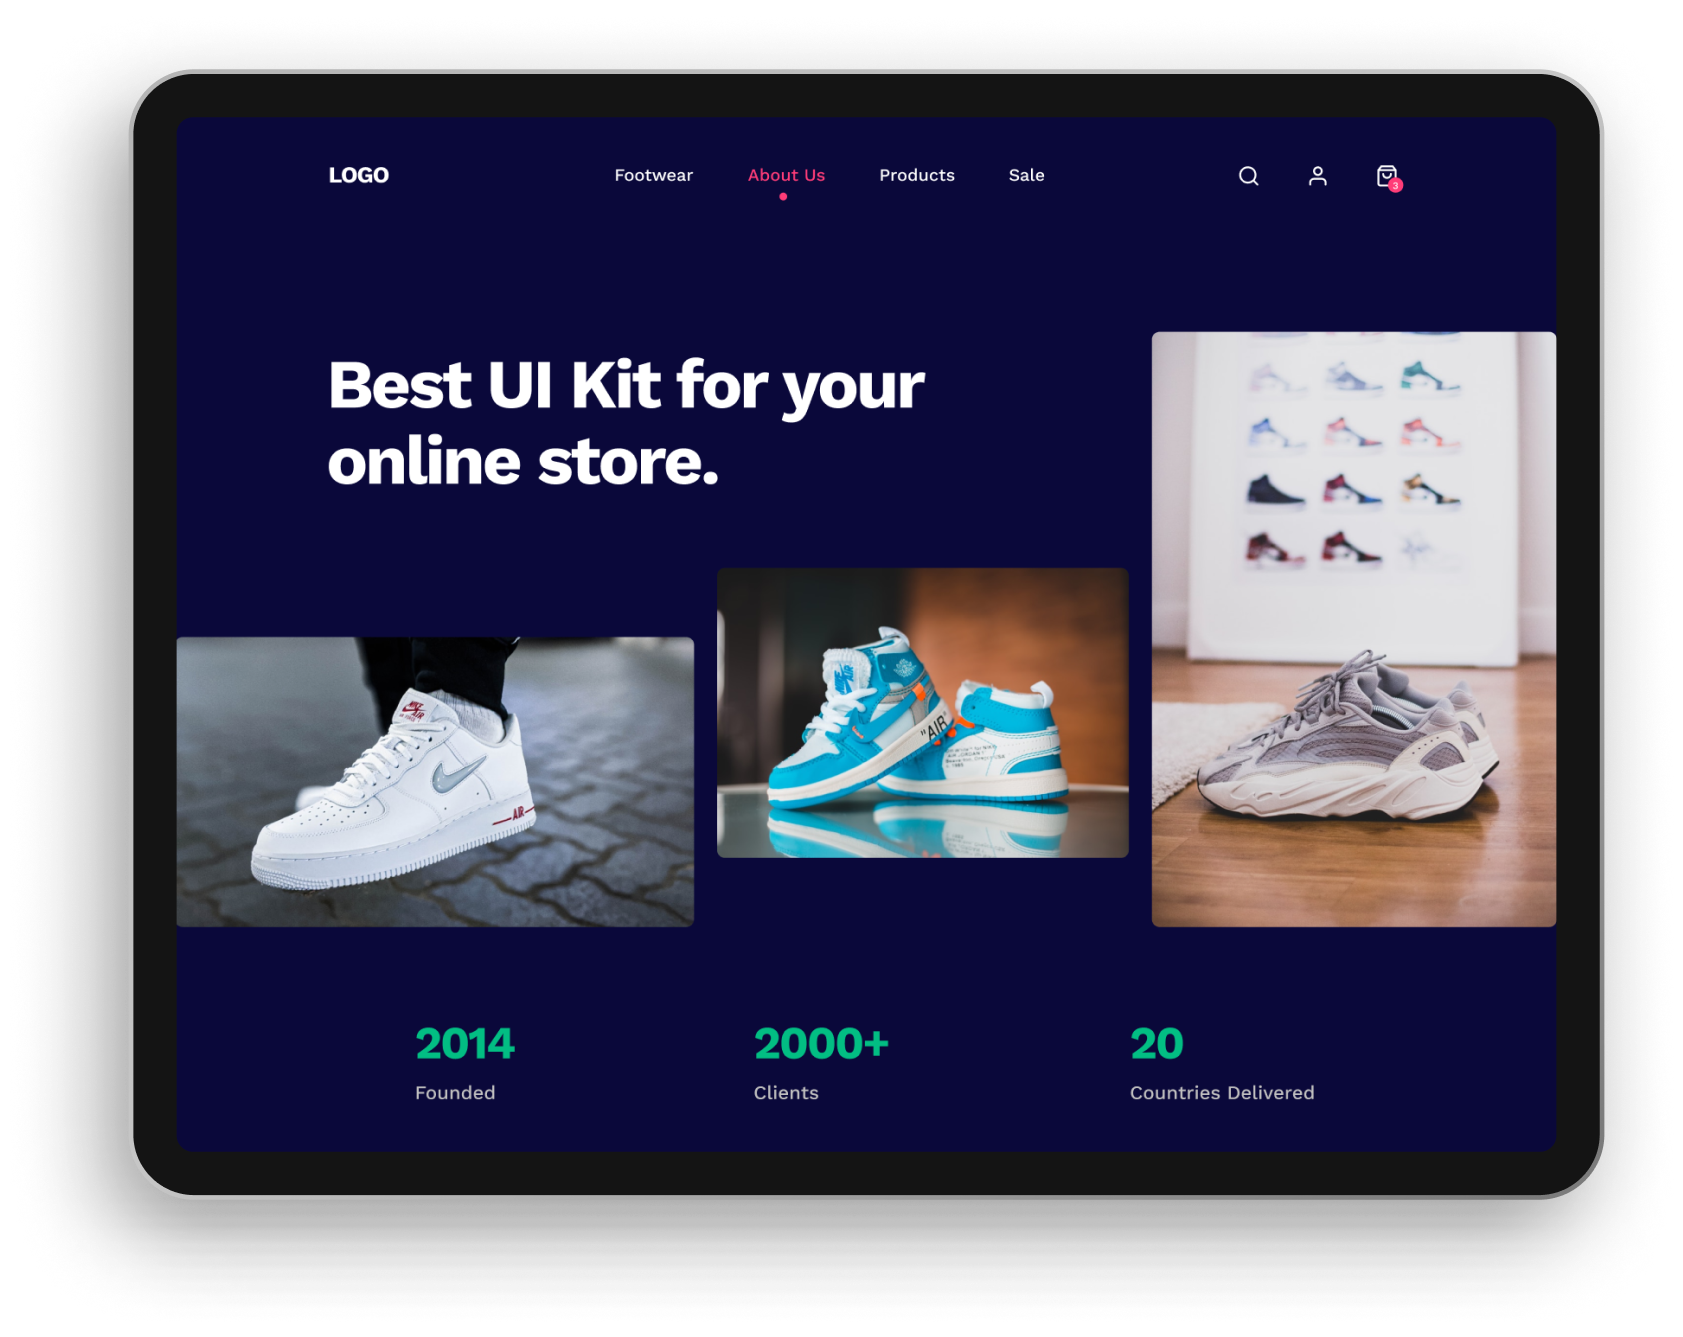 LOGO
Footwear
About Us
Products
Sale
3
Best UI Kit for your
online store.
AIR
"AIR"
2014
Founded
2000+
Clients
20
Countries Delivered